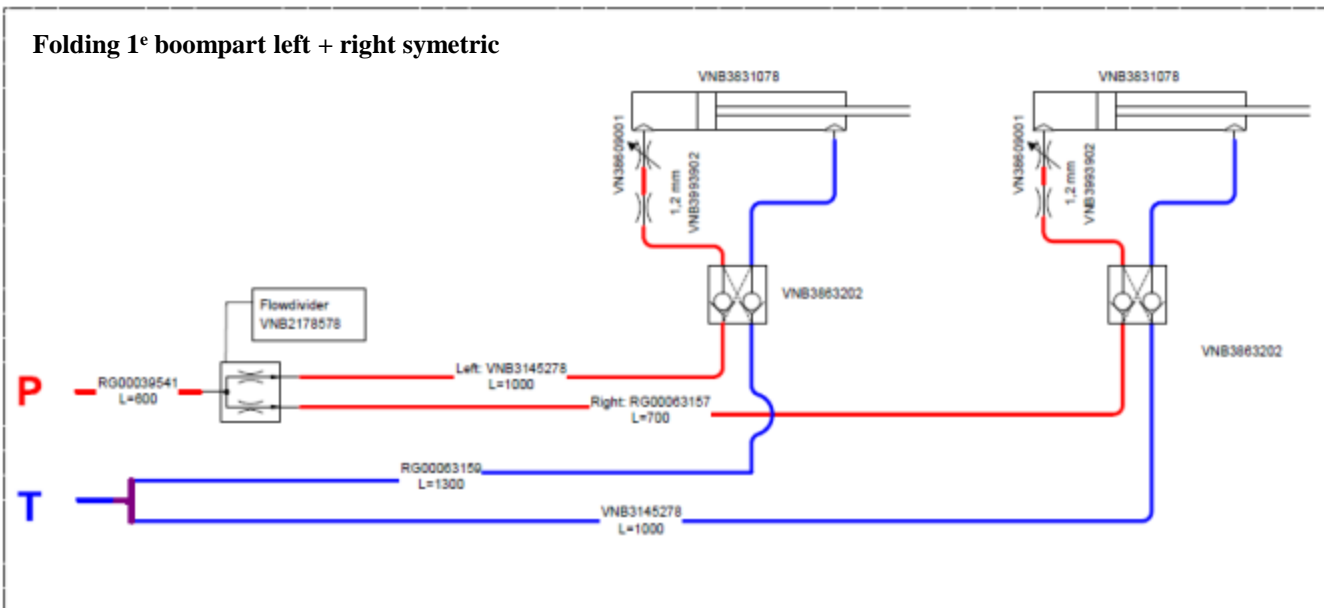 Folding 1ᵉ boompart left + right symetric
VNB3831078
VNB3831078
VN38609001
1,2 mm
VNB3993902
VN38609001
1,2 mm
VNB3993902
VNB3863202
VNB3863202
Flowdivider
VNB2178578
P
RG00039541
L=600
Left: VNB3145278
L=1000
Right: RG00063157
L=700
RG00063159
L=1300
T
VNB3145278
L=1000